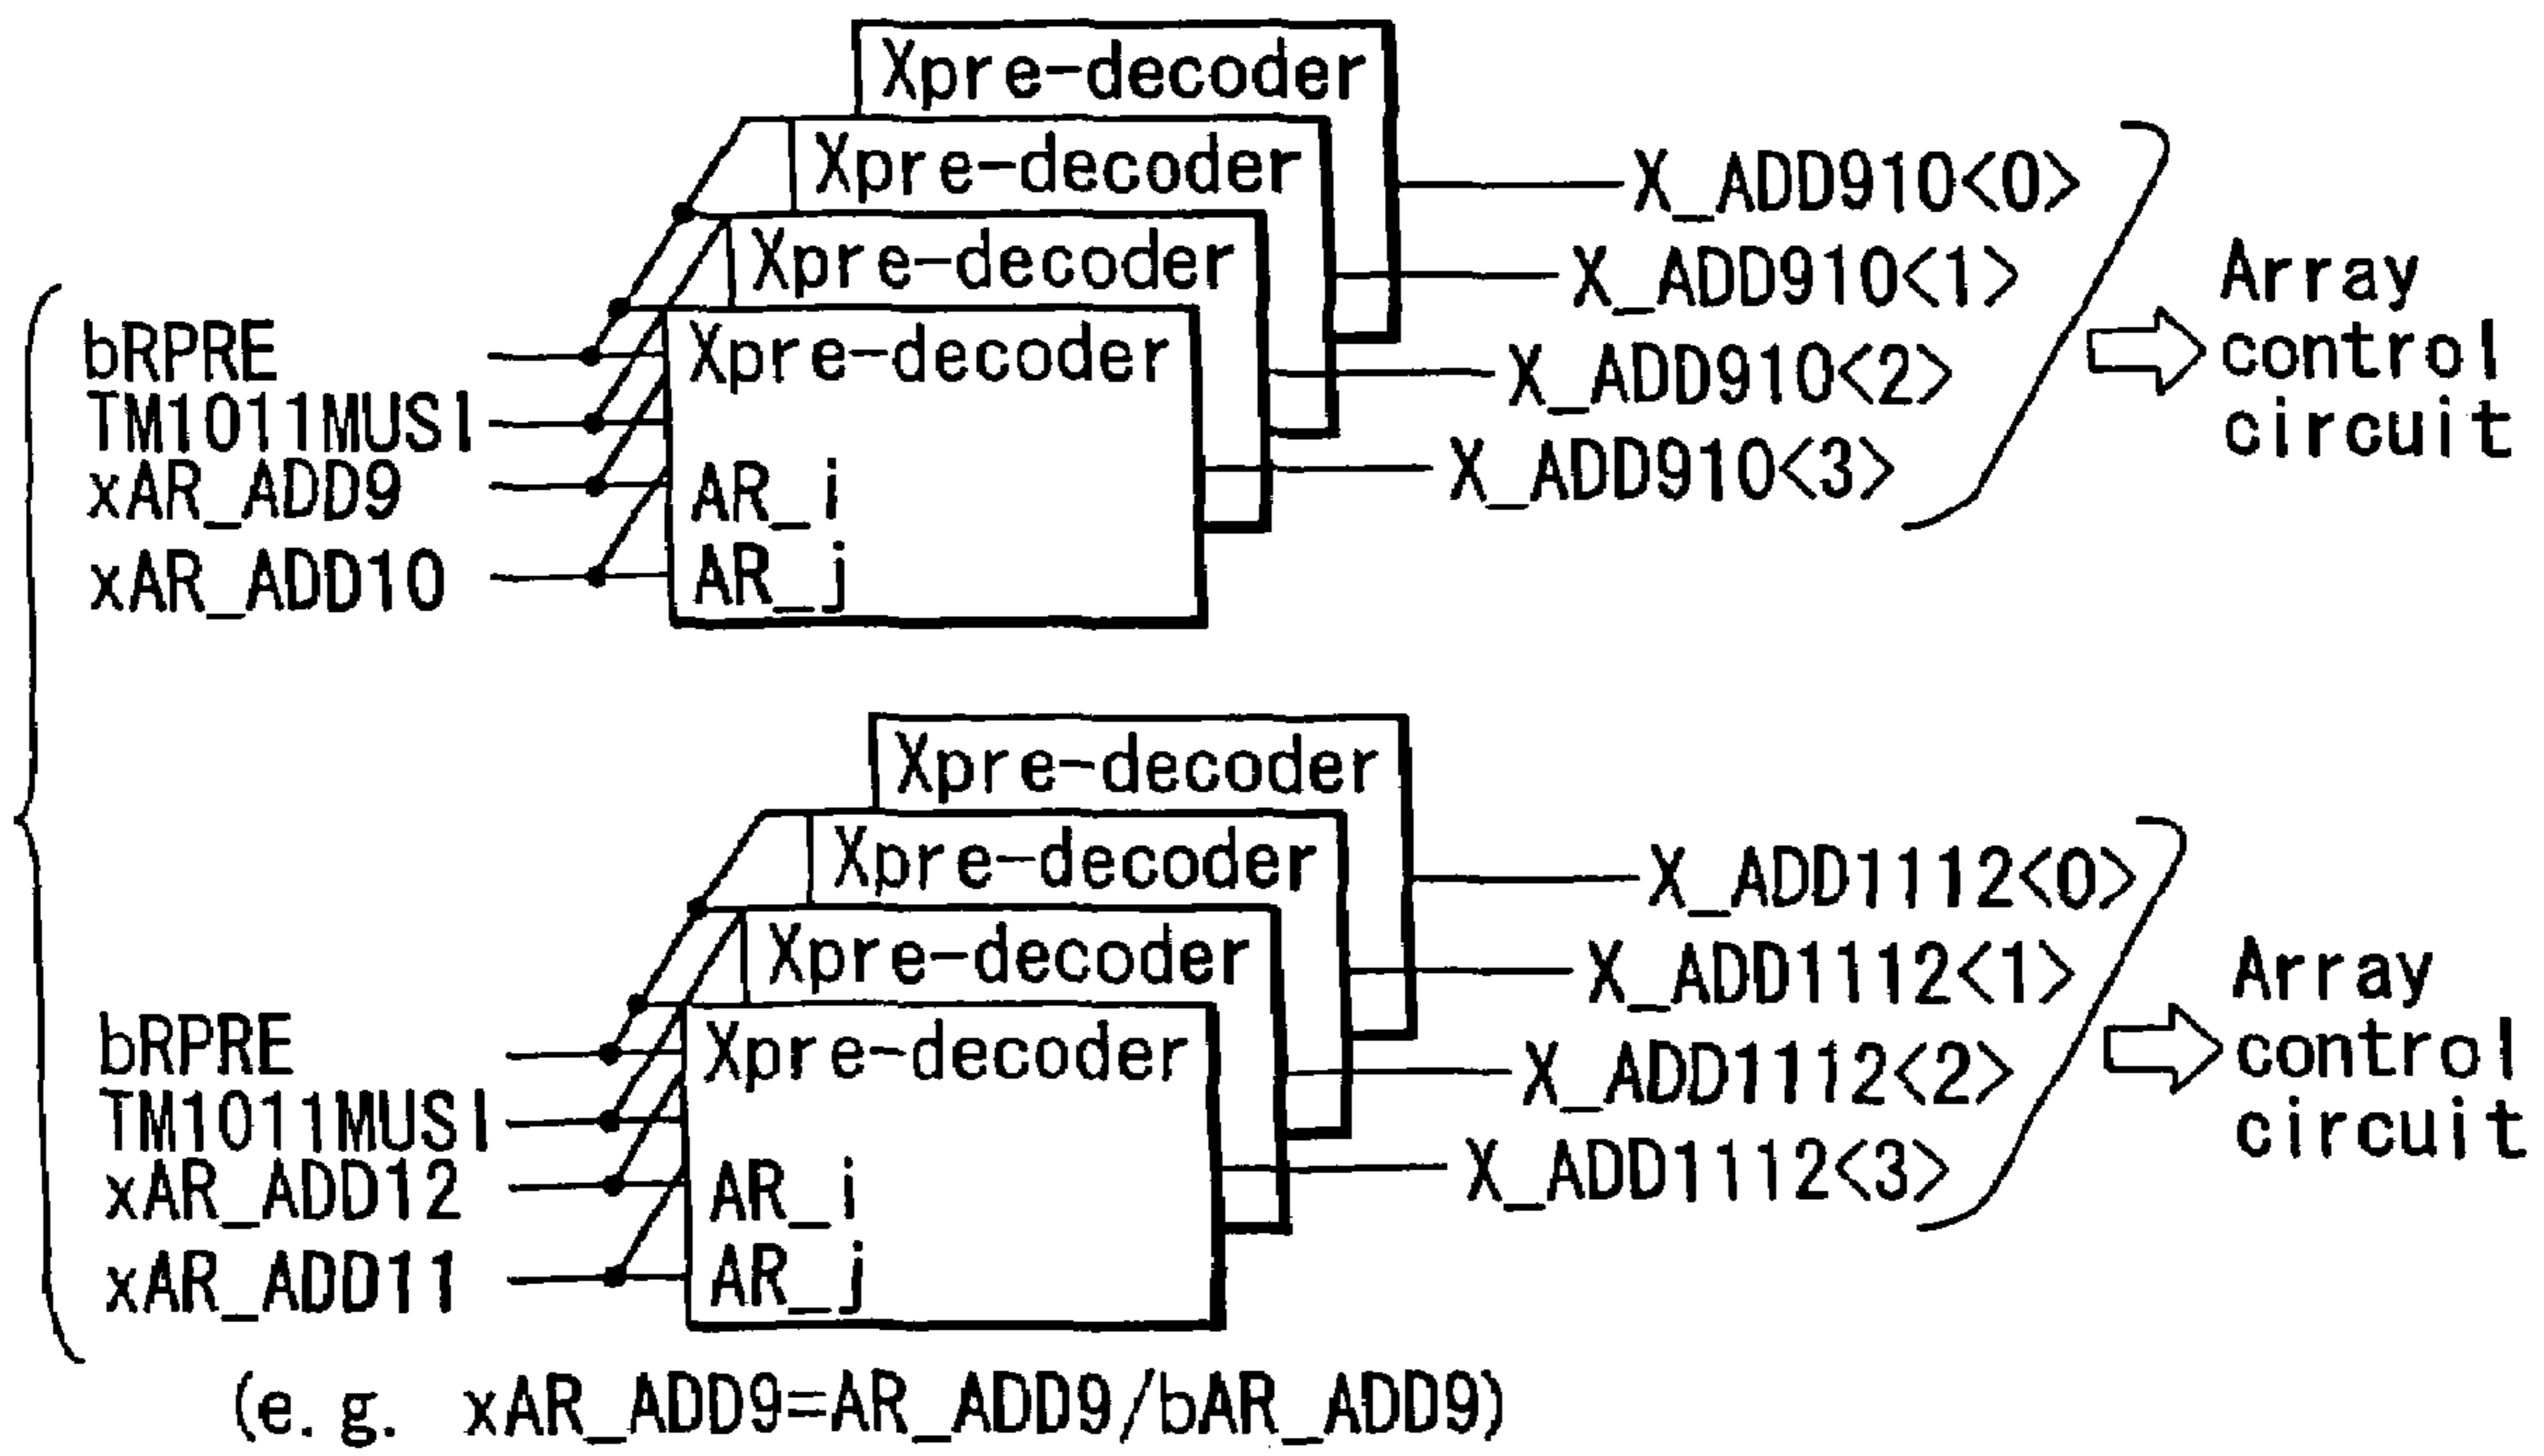 Xpre-decoder
Xpre-decoder
Xpre-decoder
Xpre-decoder
bRPRE
TM1011MUSI
xAR_ADD9
xAR_ADD10
AR_i
AR_j
X_ADD910<0>
X_ADD910<1>
X_ADD910<2>
X_ADD910<3>
Array
control
circuit
Xpre-decoder
Xpre-decoder
Xpre-decoder
Xpre-decoder
bRPRE
TM1011MUSI
xAR_ADD12
xAR_ADD11
AR_i
AR_j
X_ADD1112<0>
X_ADD1112<1>
X_ADD1112<2>
X_ADD1112<3>
Array
control
circuit
(e.g. xAR_ADD9=AR_ADD9/bAR_ADD9)